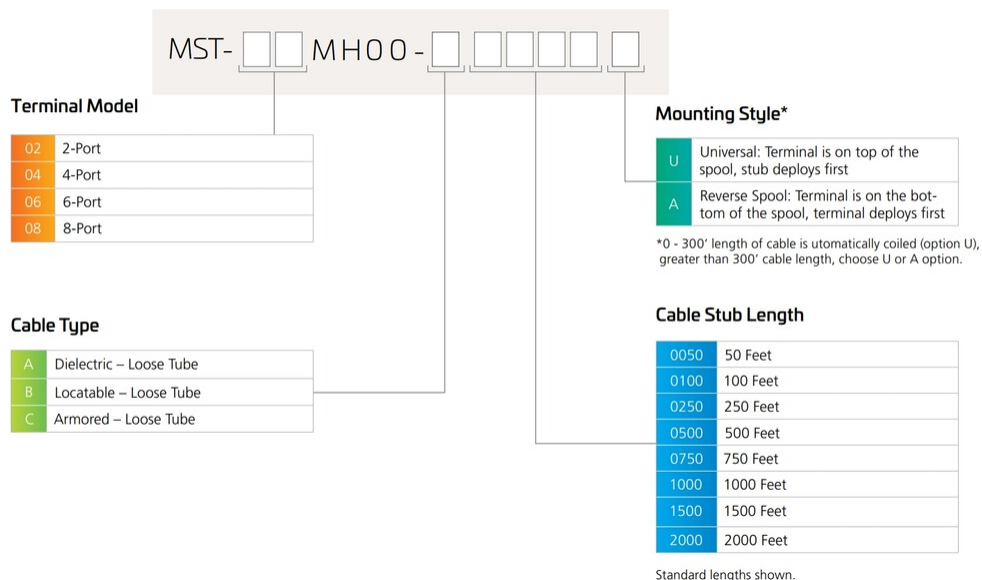 MST- MH00 -
Terminal Model
02 2-Port
04 4-Port
06 6-Port
08 8-Port
Cable Type
A Dielectric – Loose Tube
B Locatable – Loose Tube
C Armored – Loose Tube
Mounting Style*
U Universal: Terminal is on top of the
spool, stub deploys first
A Reverse Spool: Terminal is on the bot-
tom of the spool, terminal deploys first
*0 - 300' length of cable is utomatically coiled (option U),
greater than 300' cable length, choose U or A option.
Cable Stub Length
0050 50 Feet
0100 100 Feet
0250 250 Feet
0500 500 Feet
0750 750 Feet
1000 1000 Feet
1500 1500 Feet
2000 2000 Feet
Standard lengths shown.